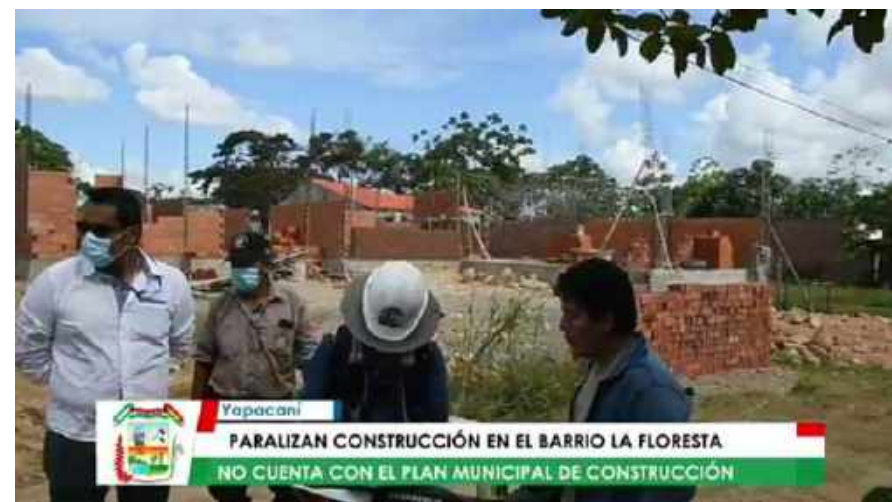 Yapacaní
PARALIZAN CONSTRUCCIÓN EN EL BARRIO LA FLORESTA
NO CUENTA CON EL PLAN MUNICIPAL DE CONSTRUCCIÓN